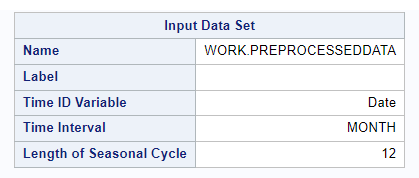 Input Data Set
Name WORK.PREPROCESSEDDATA
Label
Time ID Variable Date
Time Interval MONTH
Length of Seasonal Cycle 12